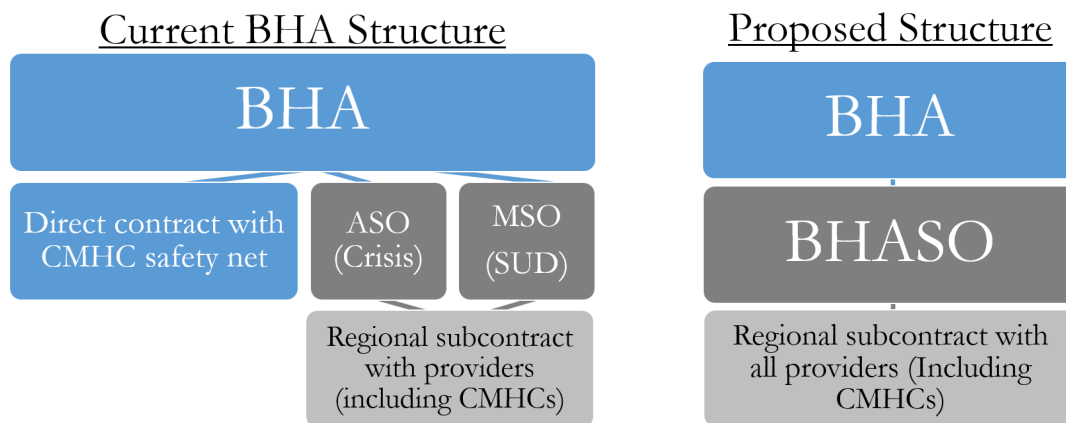 Current BHA Structure
BHA
Direct contract with
CMHC safety net
ASO
(Crisis)
MSO
(SUD)
Regional subcontract
with providers
(including CMHCs)
Proposed Structure
BHA
BHASO
Regional subcontract with
all providers (Including
CMHCs)